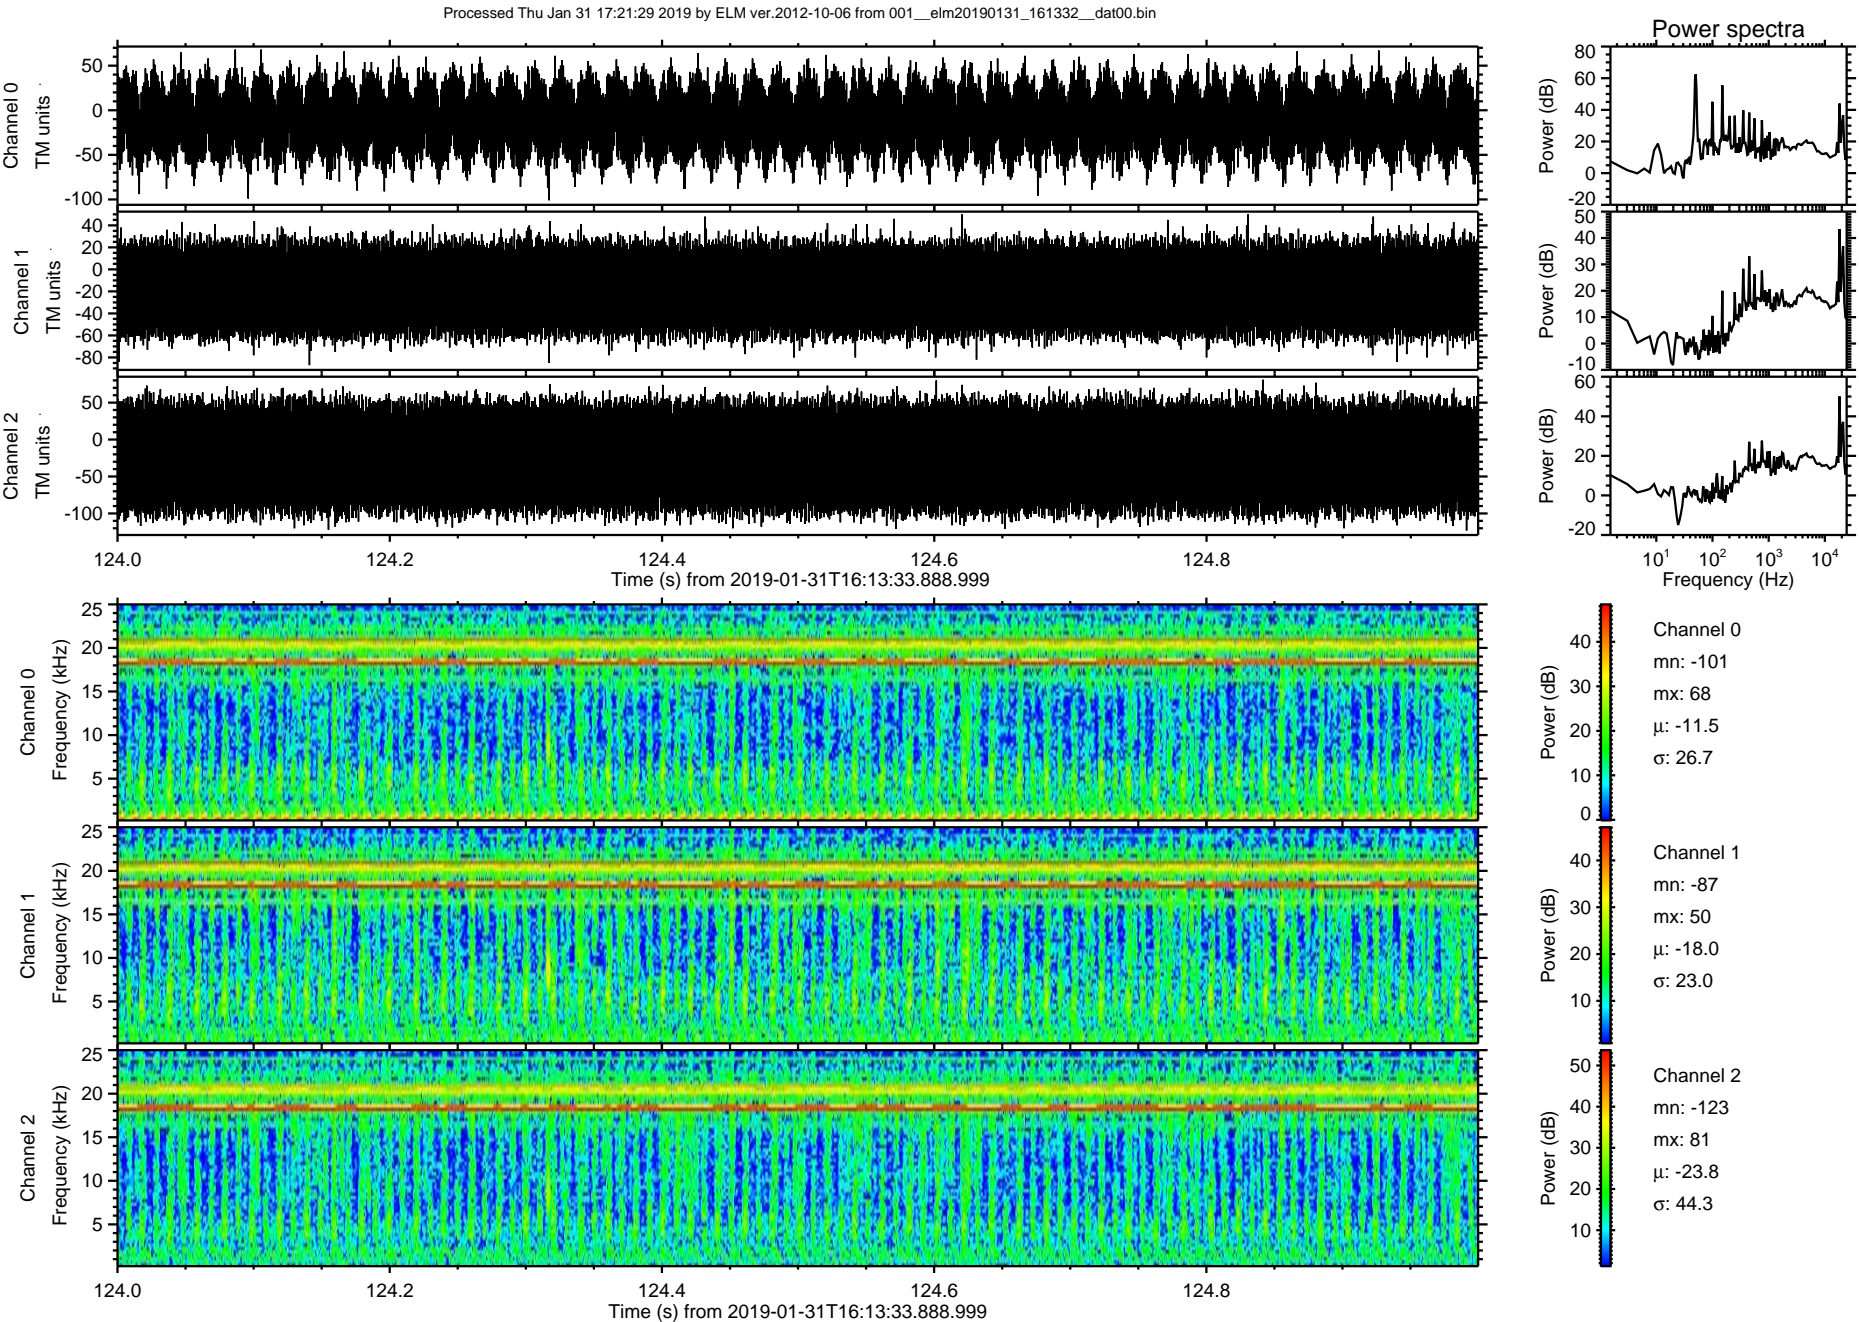 Processed Thu Jan 31 17:21:29 2019 by ELM ver.2012-10-06 from 001__elm20190131_161332__dat00.bin
Power spectra
Channel 0
TM units
50
0
-50
-100
Power (dB)
80
60
40
20
0
-20
Channel 1
TM units
40
20
0
-20
-40
-60
-80
Power (dB)
50
40
30
20
10
0
-10
Channel 2
TM units
50
0
-50
-100
Power (dB)
60
40
20
0
-20
124.0 124.2 124.4 124.6 124.8
Time (s) from 2019-01-31T16:13:33.888.999
10¹ 10² 10³ 10⁴
Frequency (Hz)
Channel 0
Frequency (kHz)
25
20
15
10
5
Power (dB)
40
30
20
10
0
Channel 0
mn: -101
mx: 68
μ: -11.5
σ: 26.7
Channel 1
Frequency (kHz)
25
20
15
10
5
Power (dB)
40
30
20
10
Channel 1
mn: -87
mx: 50
μ: -18.0
σ: 23.0
Channel 2
Frequency (kHz)
25
20
15
10
5
Power (dB)
50
40
30
20
10
Channel 2
mn: -123
mx: 81
μ: -23.8
σ: 44.3
124.0 124.2 124.4 124.6 124.8
Time (s) from 2019-01-31T16:13:33.888.999